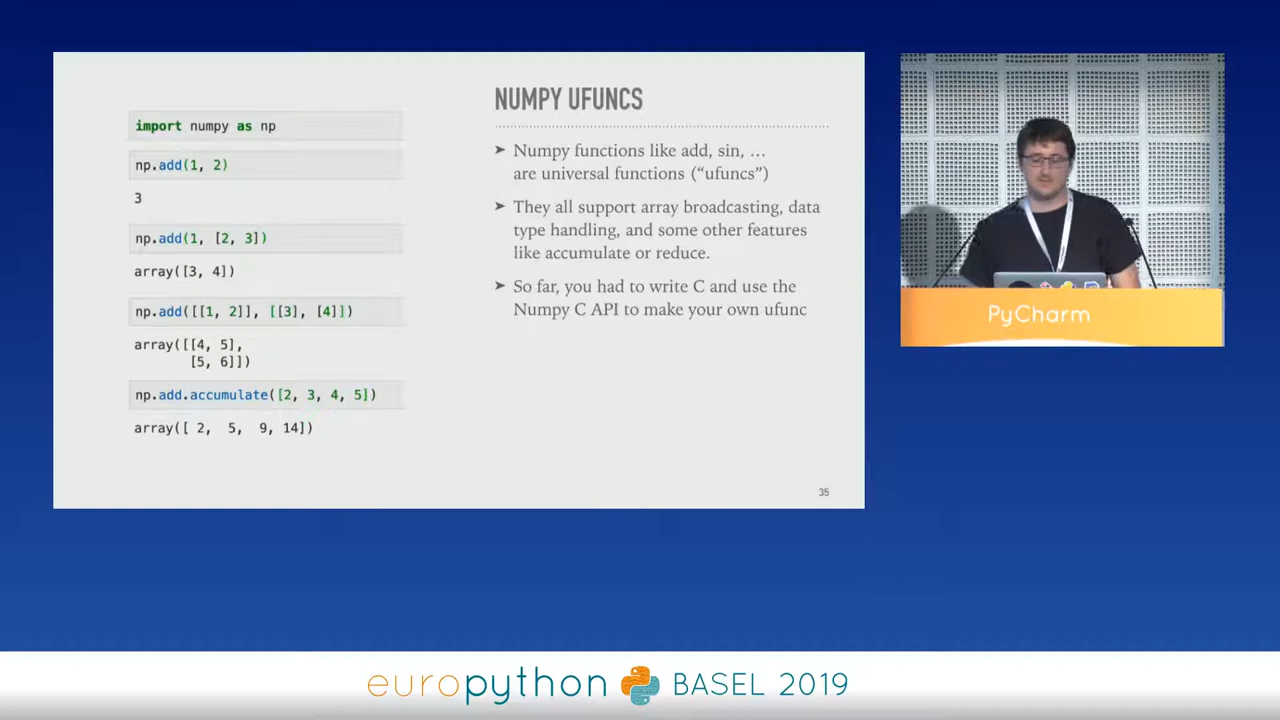 import numpy as np
np.add(1, 2)
3
np.add(1, [2, 3])
array([3, 4])
np.add([[1, 2]], [[3], [4]])
array([[4, 5],
       [5, 6]])
np.add.accumulate([2, 3, 4, 5])
array([ 2,  5,  9, 14])
NUMPY UFUNCS
➤ Numpy functions like add, sin, …
are universal functions (“ufuncs”)
➤ They all support array broadcasting, data
type handling, and some other features
like accumulate or reduce.
➤ So far, you had to write C and use the
Numpy C API to make your own ufunc
35
PyCharm
europython BASEL 2019